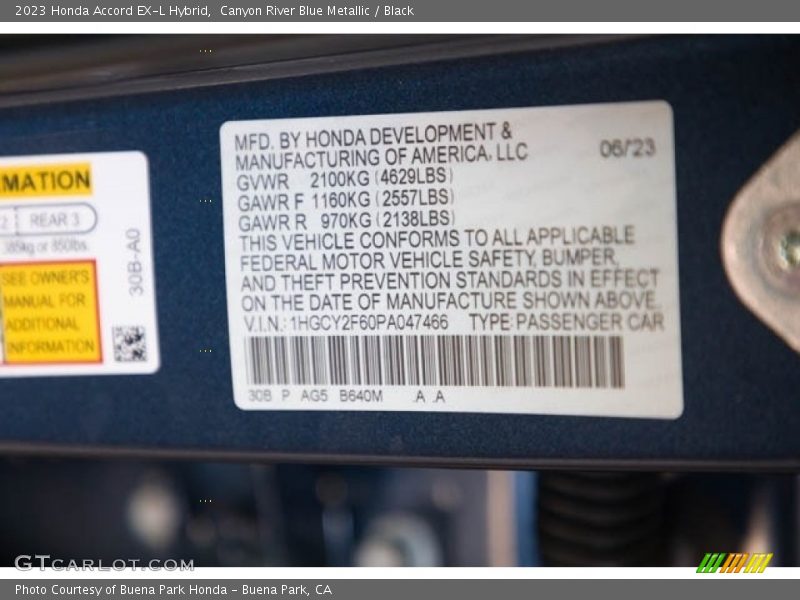 2023 Honda Accord EX-L Hybrid,  Canyon River Blue Metallic / Black
MATION
2 REAR 3
385kg or 850lbs.
SEE OWNER'S
MANUAL FOR
ADDITIONAL
INFORMATION
30B-A0
MFD. BY HONDA DEVELOPMENT &
MANUFACTURING OF AMERICA, LLC
06/23
GVWR 2100KG (4629LBS)
GAWR F 1160KG (2557LBS)
GAWR R 970KG (2138LBS)
THIS VEHICLE CONFORMS TO ALL APPLICABLE
FEDERAL MOTOR VEHICLE SAFETY, BUMPER,
AND THEFT PREVENTION STANDARDS IN EFFECT
ON THE DATE OF MANUFACTURE SHOWN ABOVE.
V.I.N.: 1HGCY2F60PA047466 TYPE: PASSENGER CAR
30B P AG5 B640M .A .A
GTcarlot.com
Photo Courtesy of Buena Park Honda - Buena Park, CA